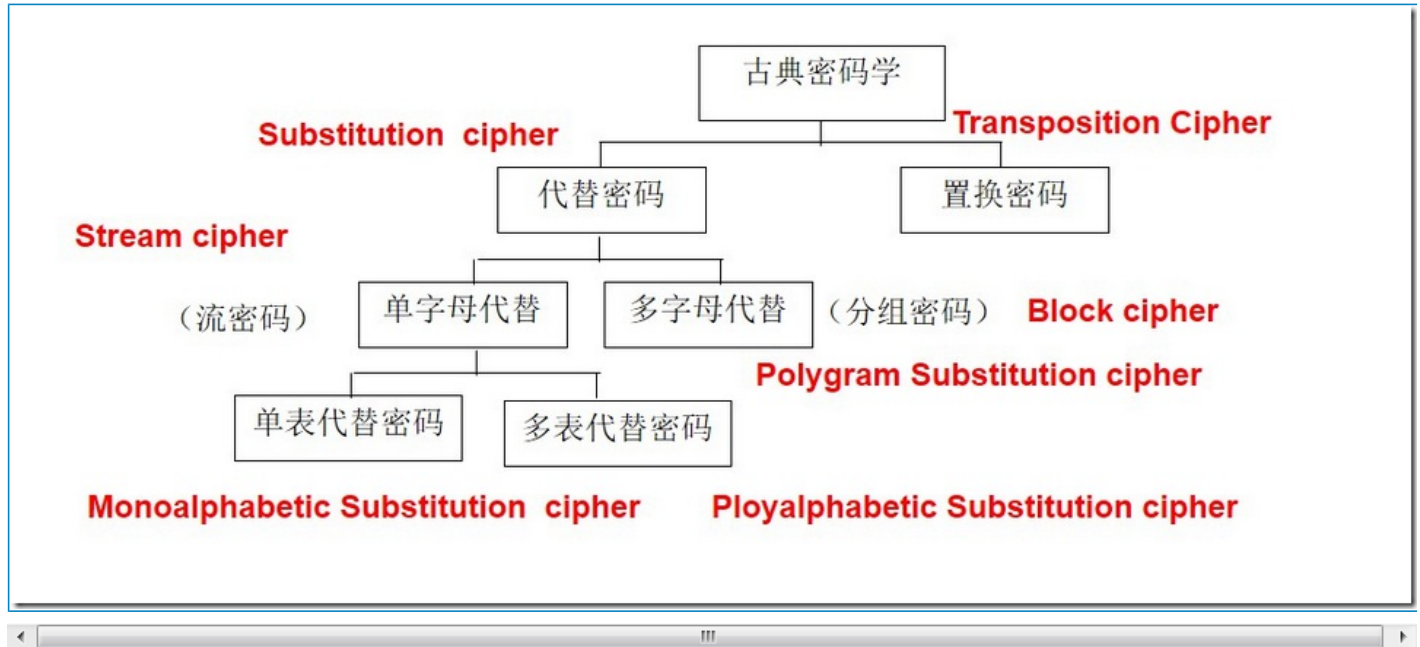 古典密码学
Substitution cipher
Transposition Cipher
代替密码
置换密码
Stream cipher
（流密码）
单字母代替
多字母代替
（分组密码）
Block cipher
Polygram Substitution cipher
单表代替密码
多表代替密码
Monoalphabetic Substitution cipher
Ployalphabetic Substitution cipher